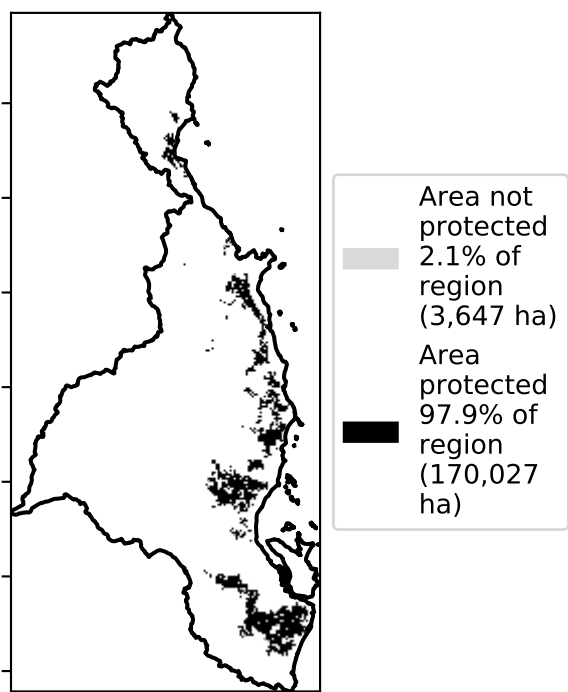 Area not
protected
2.1% of
region
(3,647 ha)
Area
protected
97.9% of
region
(170,027
ha)